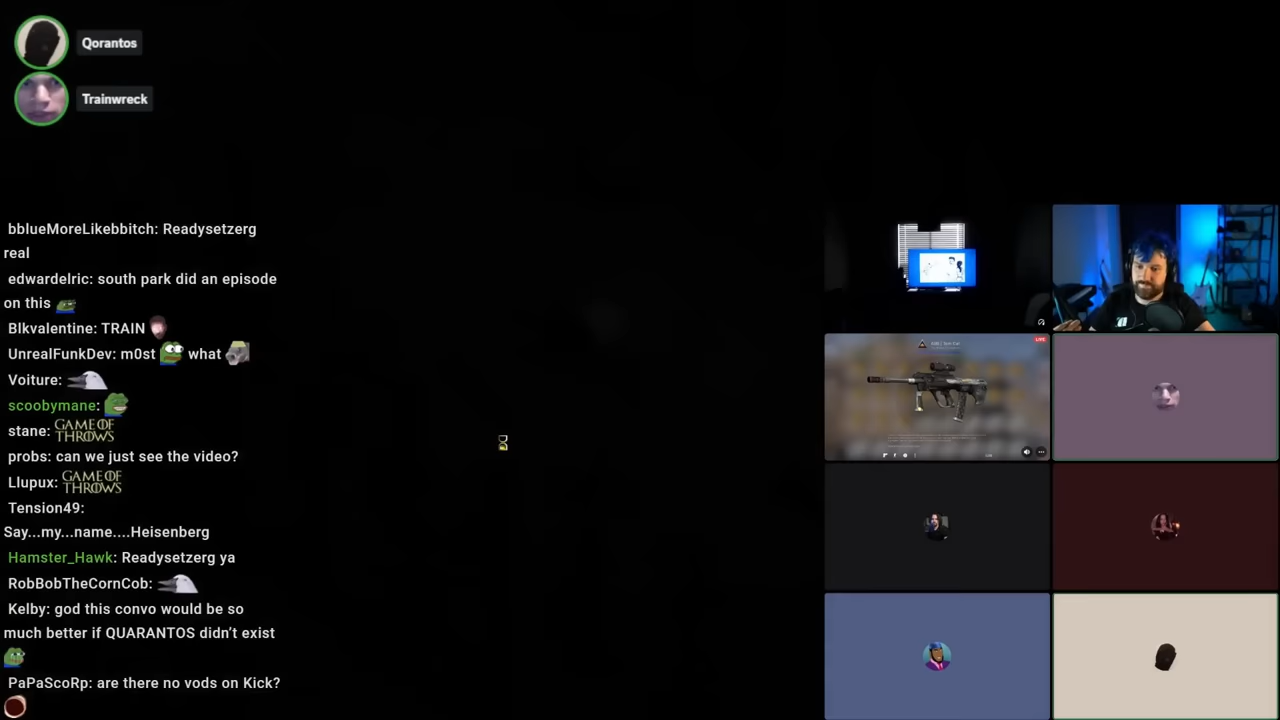 Qorantos
Trainwreck
bblueMoreLikebbitch: Readysetzerg
real
edwardelric: south park did an episode
on this
Blkvalentine: TRAIN
UnrealFunkDev: m0st what
Voiture:
scoobymane:
stane: GAME OF
THROWS
probs: can we just see the video?
Llupux: GAME OF
THROWS
Tension49:
Say...my...name....Heisenberg
Hamster_Hawk: Readysetzerg ya
RobBobTheCornCob:
Kelby: god this convo would be so
much better if QUARANTOS didn't exist
PaPaScoRp: are there no vods on Kick?
LIVE